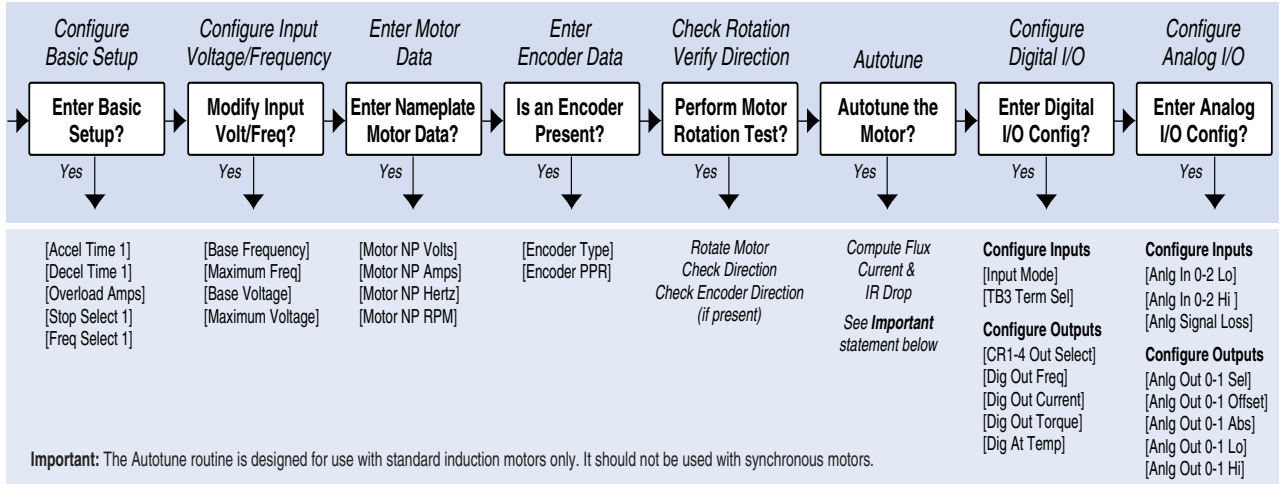 Configure
Basic Setup
Configure Input
Voltage/Frequency
Enter Motor
Data
Enter
Encoder Data
Check Rotation
Verify Direction
Autotune
Configure
Digital I/O
Configure
Analog I/O
Enter Basic
Setup?
Modify Input
Volt/Freq?
Enter Nameplate
Motor Data?
Is an Encoder
Present?
Perform Motor
Rotation Test?
Autotune the
Motor?
Enter Digital
I/O Config?
Enter Analog
I/O Config?
Yes
Yes
Yes
Yes
Yes
Yes
Yes
Yes
[Accel Time 1]
[Decel Time 1]
[Overload Amps]
[Stop Select 1]
[Freq Select 1]
[Base Frequency]
[Maximum Freq]
[Base Voltage]
[Maximum Voltage]
[Motor NP Volts]
[Motor NP Amps]
[Motor NP Hertz]
[Motor NP RPM]
[Encoder Type]
[Encoder PPR]
Rotate Motor
Check Direction
Check Encoder Direction
(if present)
Compute Flux
Current &
IR Drop
See Important
statement below
Configure Inputs
[Input Mode]
[TB3 Term Sel]
Configure Outputs
[CR1-4 Out Select]
[Dig Out Freq]
[Dig Out Current]
[Dig Out Torque]
[Dig At Temp]
Configure Inputs
[Anlg In 0-2 Lo]
[Anlg In 0-2 Hi ]
[Anlg Signal Loss]
Configure Outputs
[Anlg Out 0-1 Sel]
[Anlg Out 0-1 Offset]
[Anlg Out 0-1 Abs]
[Anlg Out 0-1 Lo]
[Anlg Out 0-1 Hi]
Important: The Autotune routine is designed for use with standard induction motors only. It should not be used with synchronous motors.